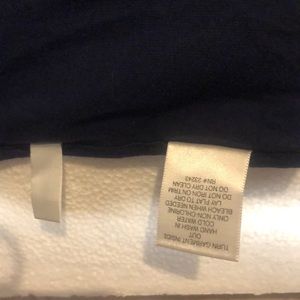 TURN GARMENT INSIDE
OUT
HAND WASH IN
COLD WATER
ONLY NON-CHLORINE
BLEACH WHEN NEEDED
LAY FLAT TO DRY
DO NOT IRON ON TRIM
DO NOT DRY CLEAN
RN# 23243